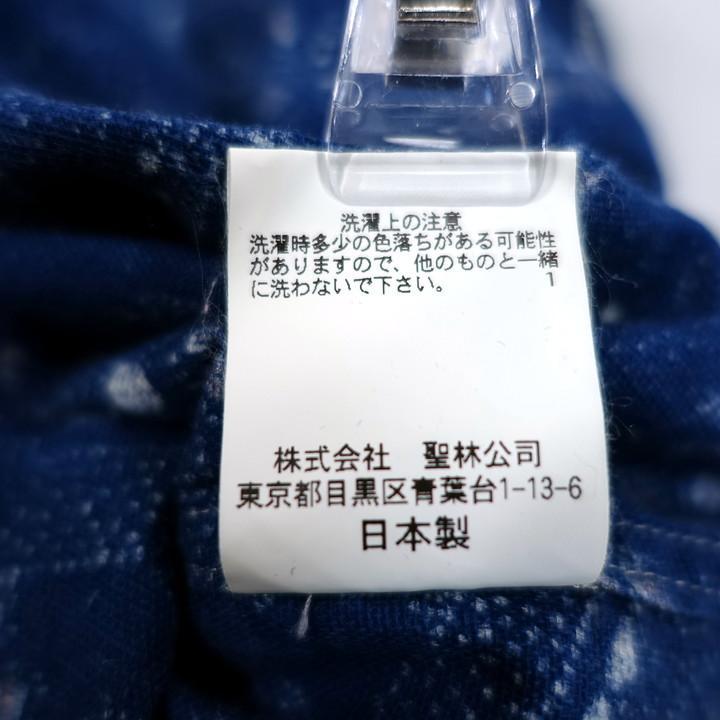 洗濯上の注意
洗濯時多少の色落ちがある可能性
がありますので、他のものと一緒
に洗わないで下さい。 1
株式会社 聖林公司
東京都目黒区青葉台1-13-6
日本製